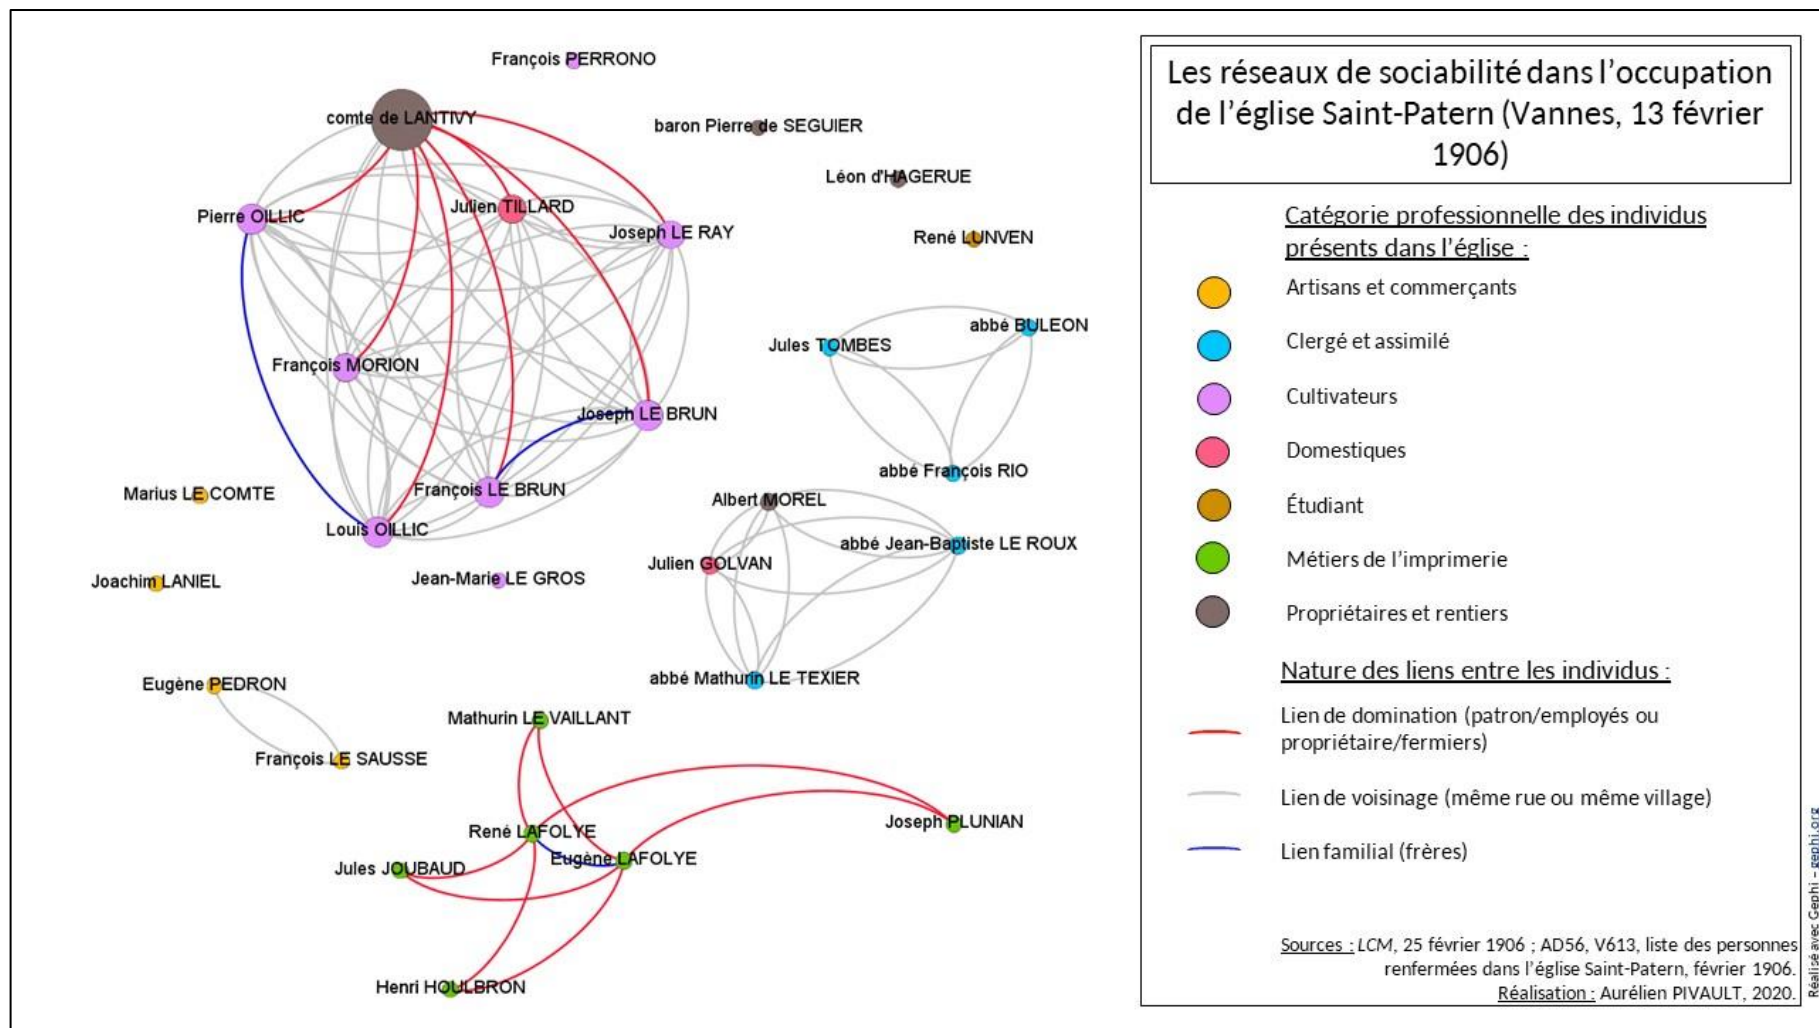 François PERRONO
comte de LANTIVY
baron Pierre de SEGUIER
Léon d'HAGERUE
Pierre OILLIC
Julien TILLARD
Joseph LE RAY
René LUNVEN
abbé BULEON
Jules TOMBES
François MORION
Joseph LE BRUN
abbé François RIO
François LE BRUN
Marius LE COMTE
Albert MOREL
Louis OILLIC
abbé Jean-Baptiste LE ROUX
Julien GOLVAN
Joachim LANIEL
Jean-Marie LE GROS
abbé Mathurin LE TEXIER
Eugène PEDRON
Mathurin LE VAILLANT
François LE SAUSSE
Joseph PLUNIAN
René LAFOLYE
Eugène LAFOLYE
Jules JOUBAUD
Henri HOULBRON
Les réseaux de sociabilité dans l’occupation
de l’église Saint-Patern (Vannes, 13 février
1906)
Catégorie professionnelle des individus
présents dans l’église :
Artisans et commerçants
Clergé et assimilé
Cultivateurs
Domestiques
Étudiant
Métiers de l’imprimerie
Propriétaires et rentiers
Nature des liens entre les individus :
Lien de domination (patron/employés ou
propriétaire/fermiers)
Lien de voisinage (même rue ou même village)
Lien familial (frères)
Sources : LCM, 25 février 1906 ; AD56, V613, liste des personnes
renfermées dans l’église Saint-Patern, février 1906.
Réalisation : Aurélien PIVAULT, 2020.
Réalisé avec Gephi – gephi.org